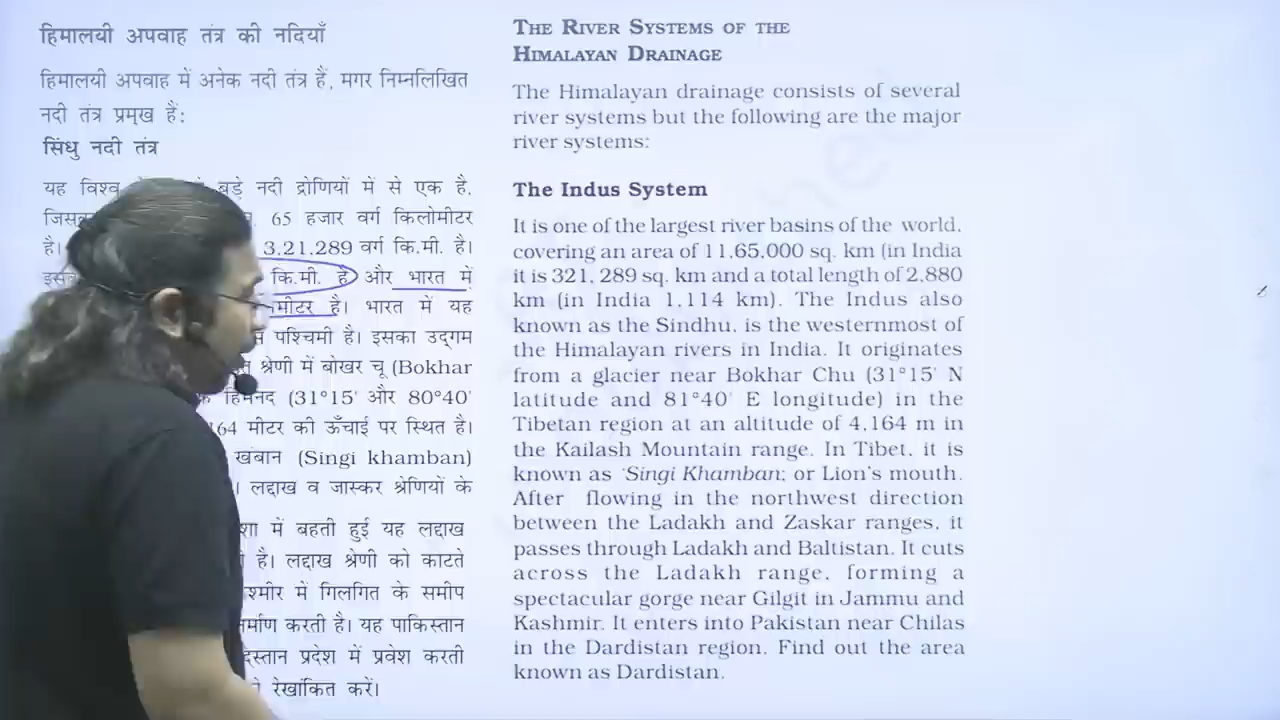 हिमालयी अपवाह तंत्र की नदियाँ
हिमालयी अपवाह में अनेक नदी तंत्र हैं, मगर निम्नलिखित
नदी तंत्र प्रमुख हैं:
सिंधु नदी तंत्र
यह विश्व बड़े नदी द्रोणियों में से एक है,
65 हजार वर्ग किलोमीटर
है। 3,21,289 वर्ग कि.मी. है।
कि.मी. है और भारत में
है। भारत में यह
पश्चिमी है। इसका उद्गम
श्रेणी में बोखर चू (Bokhar
हिमनद (31°15' और 80°40'
मीटर की ऊँचाई पर स्थित है।
खंबान (Singi khamban)
। लद्दाख व जास्कर श्रेणियों के
में बहती हुई यह लद्दाख
है। लद्दाख श्रेणी को काटते
में गिलगित के समीप
करती है। यह पाकिस्तान
प्रदेश में प्रवेश करती
रेखांकित करें।
THE RIVER SYSTEMS OF THE
HIMALAYAN DRAINAGE
The Himalayan drainage consists of several
river systems but the following are the major
river systems:
The Indus System
It is one of the largest river basins of the world,
covering an area of 11,65,000 sq. km (in India
it is 321, 289 sq. km and a total length of 2,880
km (in India 1,114 km). The Indus also
known as the Sindhu, is the westernmost of
the Himalayan rivers in India. It originates
from a glacier near Bokhar Chu (31°15' N
latitude and 81°40' E longitude) in the
Tibetan region at an altitude of 4,164 m in
the Kailash Mountain range. In Tibet, it is
known as 'Singi Khamban; or Lion's mouth.
After flowing in the northwest direction
between the Ladakh and Zaskar ranges, it
passes through Ladakh and Baltistan. It cuts
across the Ladakh range, forming a
spectacular gorge near Gilgit in Jammu and
Kashmir. It enters into Pakistan near Chilas
in the Dardistan region. Find out the area
known as Dardistan.